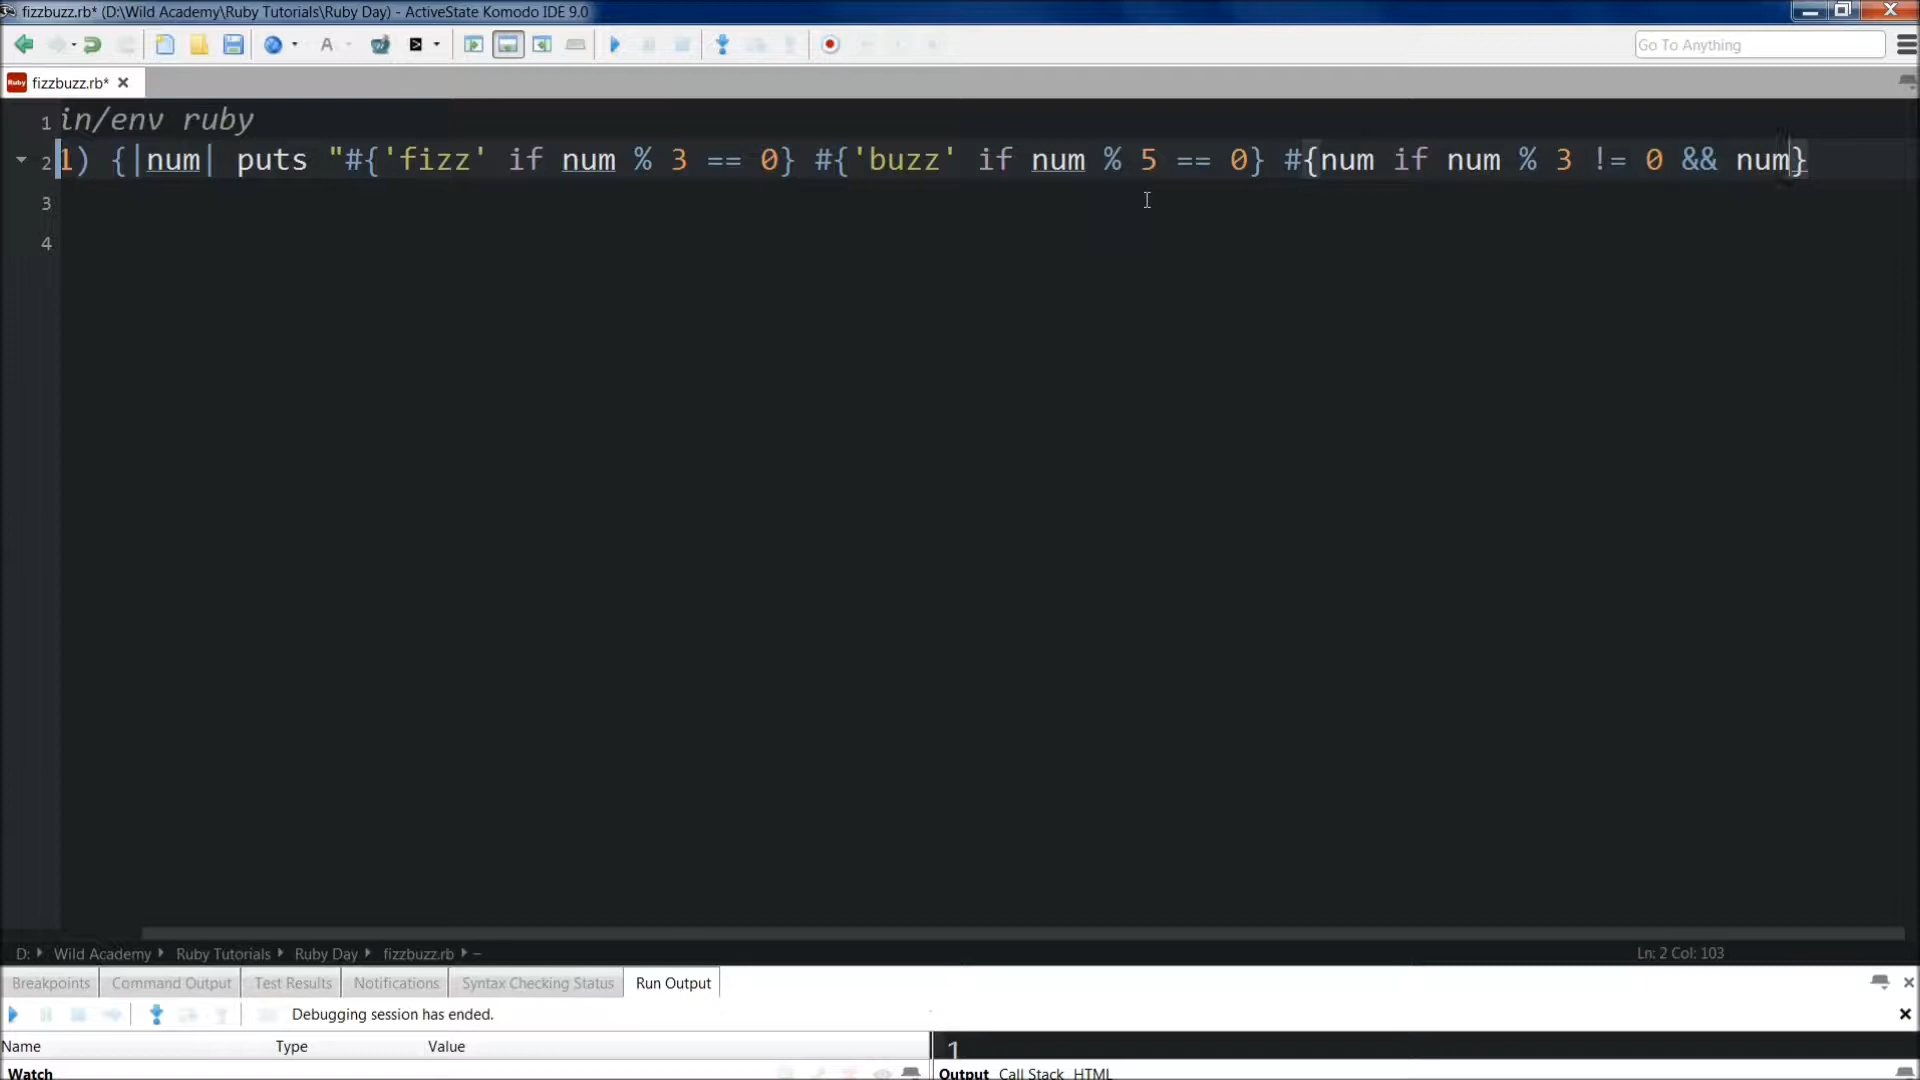 fizzbuzz.rb* (D:\Wild Academy\Ruby Tutorials\Ruby Day) - ActiveState Komodo IDE 9.0
Go To Anything
Ruby fizzbuzz.rb*
1 in/env ruby
2 1) {|num| puts "#{'fizz' if num % 3 == 0} #{'buzz' if num % 5 == 0} #{num if num % 3 != 0 && num}
3
4
D: Wild Academy Ruby Tutorials Ruby Day fizzbuzz.rb – Ln: 2 Col: 103
Breakpoints Command Output Test Results Notifications Syntax Checking Status Run Output
Debugging session has ended.
Name Type Value 1
Watch Output Call Stack HTML